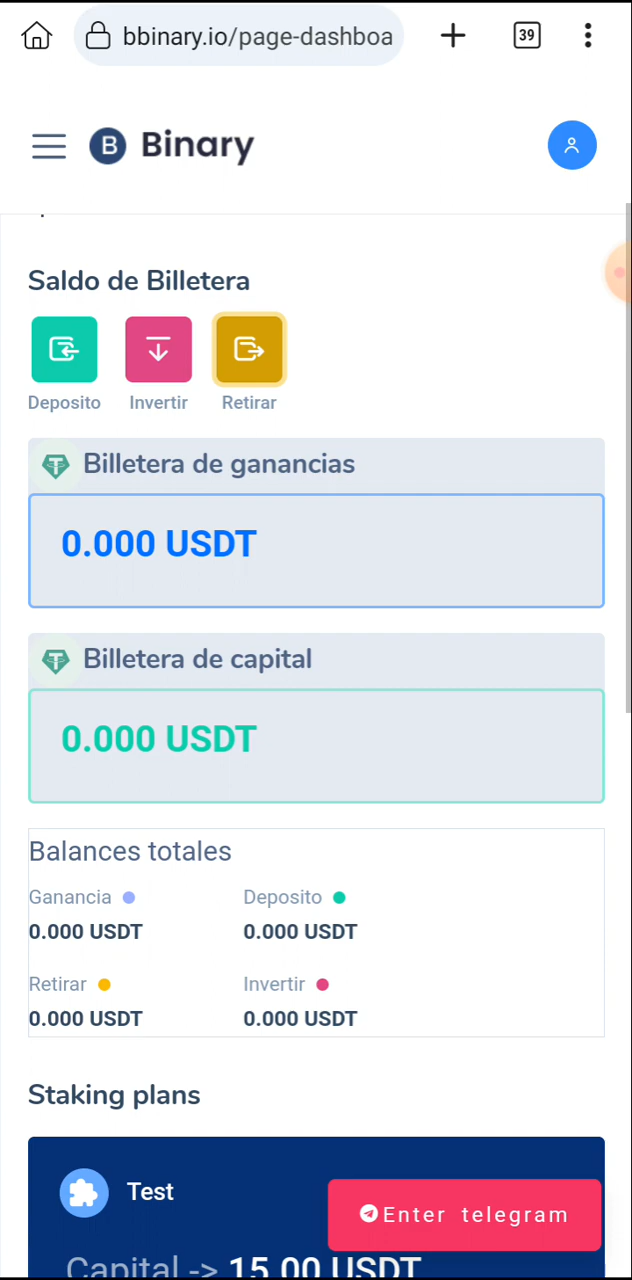 bbinary.io/page-dashboa
39
B Binary
Saldo de Billetera
Deposito Invertir Retirar
Billetera de ganancias
0.000 USDT
Billetera de capital
0.000 USDT
Balances totales
Ganancia Deposito
0.000 USDT 0.000 USDT
Retirar Invertir
0.000 USDT 0.000 USDT
Staking plans
Test
Enter telegram
Capital -> 15.00 USDT